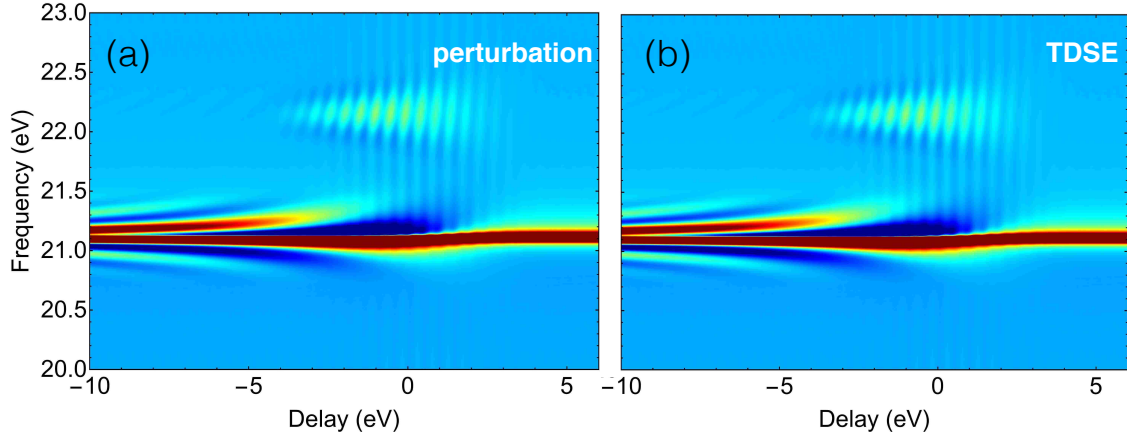 (a) perturbation
(b) TDSE
Frequency (eV)
23.0
22.5
22.0
21.5
21.0
20.5
20.0
−10 −5 0 5
−10 −5 0 5
Delay (eV)
Delay (eV)